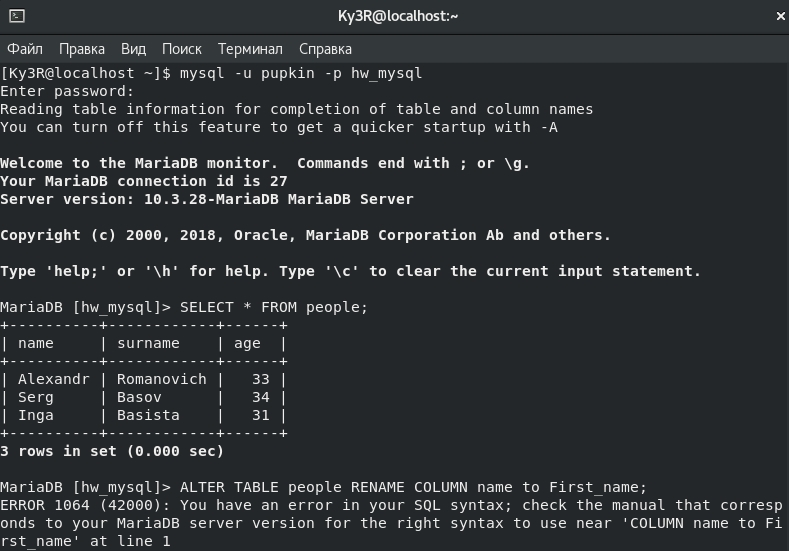 Ky3R@localhost:~
Файл Правка Вид Поиск Терминал Справка
[Ky3R@localhost ~]$ mysql -u pupkin -p hw_mysql
Enter password:
Reading table information for completion of table and column names
You can turn off this feature to get a quicker startup with -A
Welcome to the MariaDB monitor.  Commands end with ; or \g.
Your MariaDB connection id is 27
Server version: 10.3.28-MariaDB MariaDB Server
Copyright (c) 2000, 2018, Oracle, MariaDB Corporation Ab and others.
Type 'help;' or '\h' for help. Type '\c' to clear the current input statement.
MariaDB [hw_mysql]> SELECT * FROM people;
+----------+------------+------+
| name     | surname    | age  |
+----------+------------+------+
| Alexandr | Romanovich |   33 |
| Serg     | Basov      |   34 |
| Inga     | Basista    |   31 |
+----------+------------+------+
3 rows in set (0.000 sec)
MariaDB [hw_mysql]> ALTER TABLE people RENAME COLUMN name to First_name;
ERROR 1064 (42000): You have an error in your SQL syntax; check the manual that corresp
onds to your MariaDB server version for the right syntax to use near 'COLUMN name to Fi
rst_name' at line 1